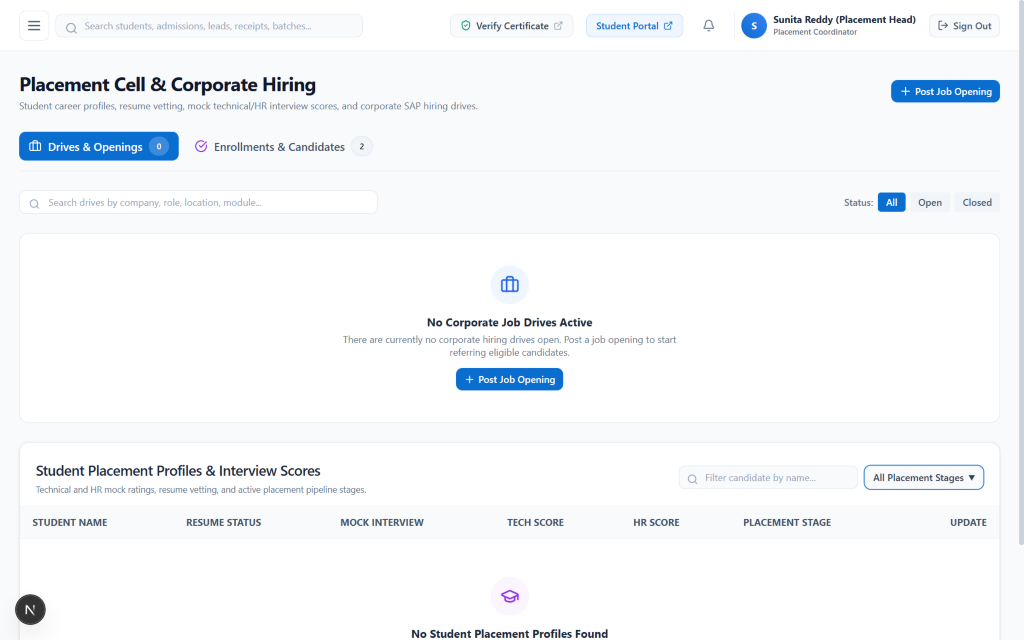 Search students, admissions, leads, receipts, batches...
Verify Certificate
Student Portal
S
Sunita Reddy (Placement Head)
Placement Coordinator
Sign Out
Placement Cell & Corporate Hiring
Student career profiles, resume vetting, mock technical/HR interview scores, and corporate SAP hiring drives.
+ Post Job Opening
Drives & Openings 0
Enrollments & Candidates 2
Search drives by company, role, location, module...
Status: All Open Closed
No Corporate Job Drives Active
There are currently no corporate hiring drives open. Post a job opening to start
referring eligible candidates.
+ Post Job Opening
Student Placement Profiles & Interview Scores
Technical and HR mock ratings, resume vetting, and active placement pipeline stages.
Filter candidate by name...
All Placement Stages ▼
STUDENT NAME RESUME STATUS MOCK INTERVIEW TECH SCORE HR SCORE PLACEMENT STAGE UPDATE
N
No Student Placement Profiles Found